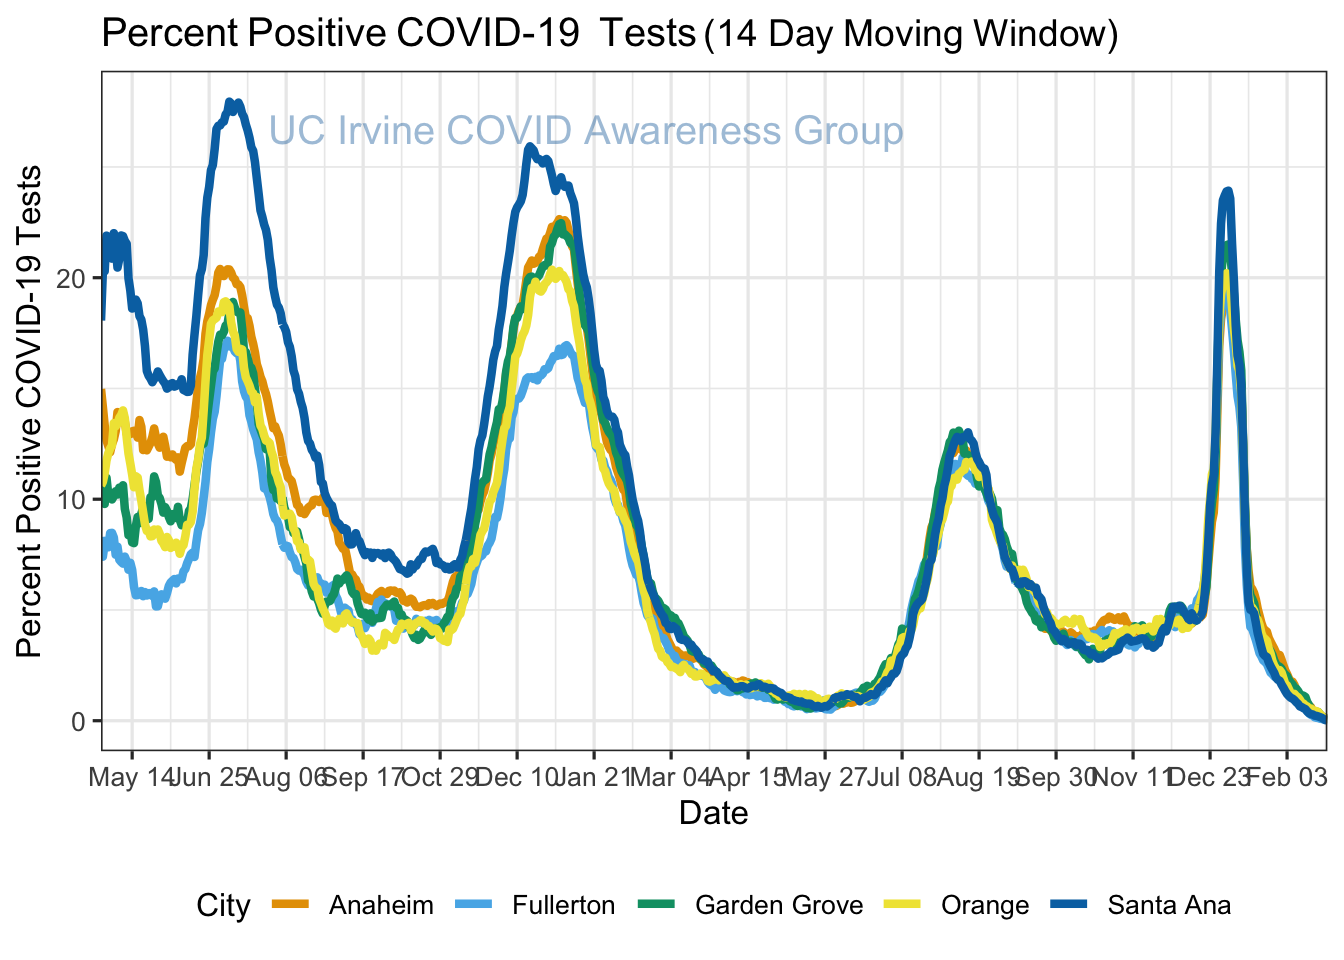 Percent Positive COVID-19  Tests (14 Day Moving Window)
UC Irvine COVID Awareness Group
Percent Positive COVID-19 Tests
20
10
0
May 14 Jun 25 Aug 06 Sep 17 Oct 29 Dec 10 Jan 21 Mar 04 Apr 15 May 27 Jul 08 Aug 19 Sep 30 Nov 11 Dec 23 Feb 03
Date
City Anaheim Fullerton Garden Grove Orange Santa Ana